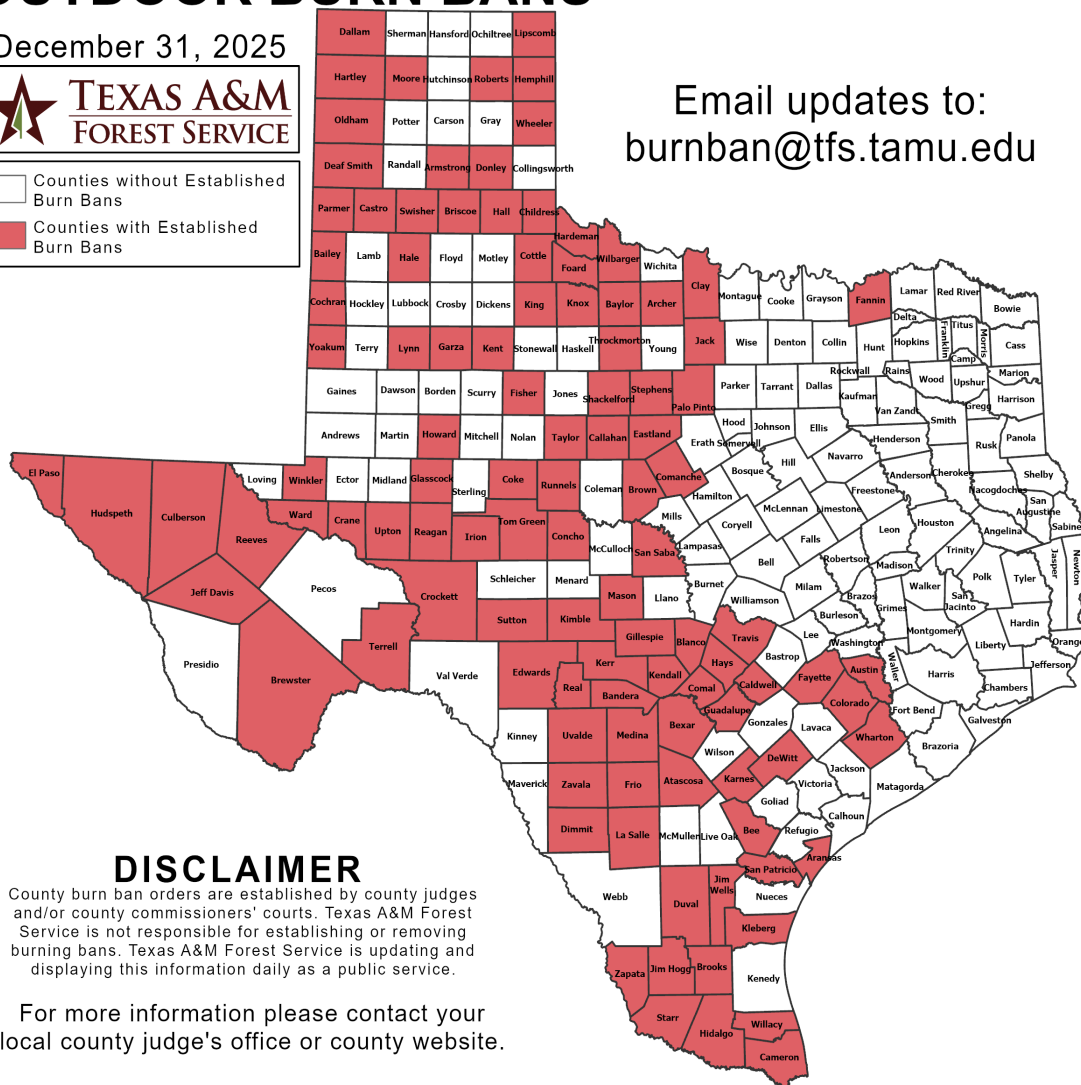 OUTDOOR BURN BANS
December 31, 2025
TEXAS A&M
FOREST SERVICE
Counties without Established
Burn Bans
Counties with Established
Burn Bans
Email updates to:
burnban@tfs.tamu.edu
Dallam Sherman Hansford Ochiltree Lipscomb
Hartley Moore Hutchinson Roberts Hemphill
Oldham Potter Carson Gray Wheeler
Deaf Smith Randall Armstrong Donley Collingsworth
Parmer Castro Swisher Briscoe Hall Childress
Hardeman
Bailey Lamb Hale Floyd Motley Cottle Foard Wilbarger Wichita Clay Montague Cooke Grayson Fannin Lamar Red River Bowie
Cochran Hockley Lubbock Crosby Dickens King Knox Baylor Archer
Delta Franklin Titus Morris Cass
Yoakum Terry Lynn Garza Kent Stonewall Haskell Throckmorton Young Jack Wise Denton Collin Hunt Hopkins Camp
Rockwall Rains Wood Upshur Marion
Gaines Dawson Borden Scurry Fisher Jones Shackelford Stephens Palo Pinto Parker Tarrant Dallas Kaufman Van Zandt Smith Gregg Harrison
Andrews Martin Howard Mitchell Nolan Taylor Callahan Eastland Erath Hood Somervell Johnson Ellis Henderson Rusk Panola
El Paso Hudspeth Culberson Reeves Loving Winkler Ector Midland Glasscock Sterling Coke Runnels Coleman Brown Comanche Hamilton Bosque Hill Navarro Freestone Anderson Cherokee Nacogdoches Shelby
San
Augustine
Sabine
Ward Crane Upton Reagan Irion Tom Green Concho McCulloch San Saba Mills Lampasas Coryell McLennan Limestone Falls Leon Houston Angelina
Jeff Davis Pecos Crockett Schleicher Menard Mason Llano Burnet Bell Milam Robertson Madison Trinity Polk Tyler Jasper Newton
Presidio Brewster Terrell Val Verde Sutton Kimble Gillespie Blanco Travis Williamson Lee Burleson Brazos Grimes Walker
San
Jacinto
Hardin Orange
Edwards Real Kerr Bandera Kendall Comal Hays Caldwell Bastrop Fayette Washington Austin Waller Montgomery Harris Liberty Chambers Jefferson
Kinney Uvalde Medina Bexar Guadalupe Wilson Gonzales Lavaca Colorado Wharton Fort Bend Brazoria Galveston
Maverick Zavala Frio Atascosa Karnes DeWitt Victoria Jackson Matagorda
Dimmit La Salle McMullen Live Oak Bee Goliad Refugio Calhoun Aransas
Webb Duval
Jim
Wells
San Patricio Nueces Kleberg
Zapata Jim Hogg Brooks Kenedy
Starr Hidalgo Willacy Cameron
DISCLAIMER
County burn ban orders are established by county judges
and/or county commissioners' courts. Texas A&M Forest
Service is not responsible for establishing or removing
burning bans. Texas A&M Forest Service is updating and
displaying this information daily as a public service.
For more information please contact your
local county judge's office or county website.